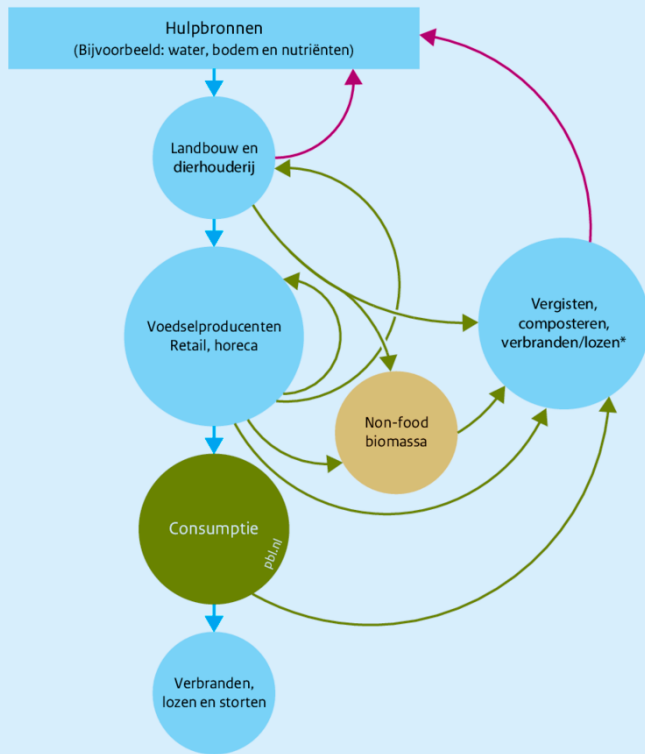 Hulpbronnen
(Bijvoorbeeld: water, bodem en nutriënten)
Landbouw en
dierhouderij
Voedselproducenten
Retail, horeca
Vergisten,
composteren,
verbranden/lozen*
Non-food
biomassa
Consumptie
pbl.nl
Verbranden,
lozen en storten